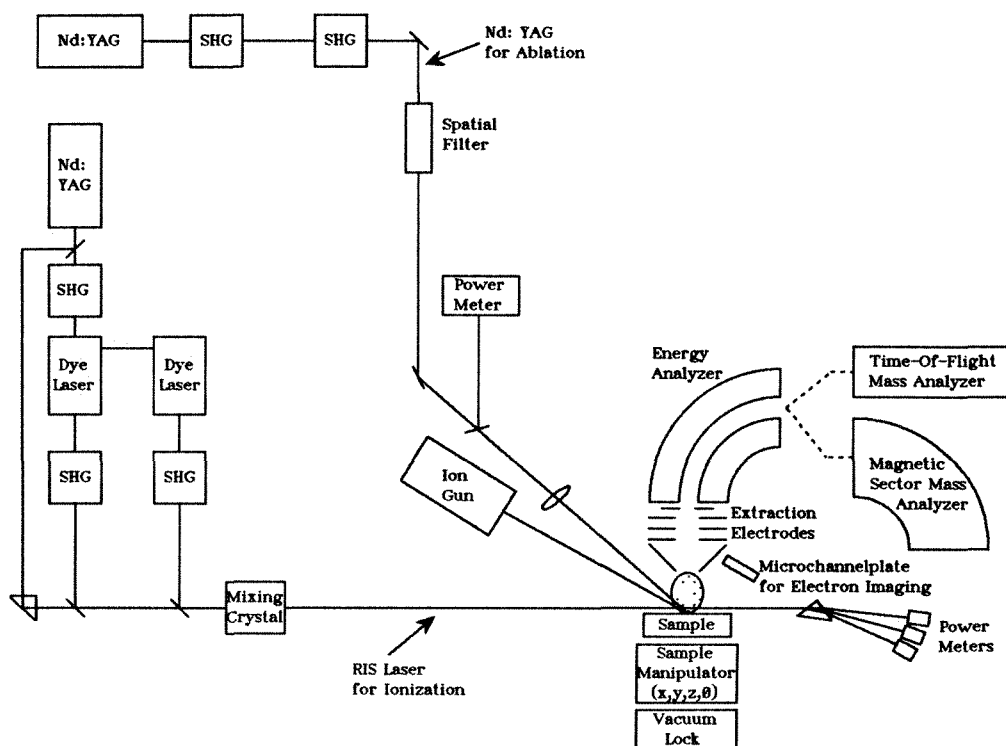 Nd:YAG
SHG
SHG
Nd: YAG
for Ablation
Spatial
Filter
Nd:
YAG
SHG
Power
Meter
Dye
Laser
Dye
Laser
Energy
Analyzer
Time-Of-Flight
Mass Analyzer
SHG
SHG
Ion
Gun
Magnetic
Sector Mass
Analyzer
Extraction
Electrodes
Microchannelplate
for Electron Imaging
Mixing
Crystal
Sample
Power
Meters
RIS Laser
for Ionization
Sample
Manipulator
(x,y,z,θ)
Vacuum
Lock